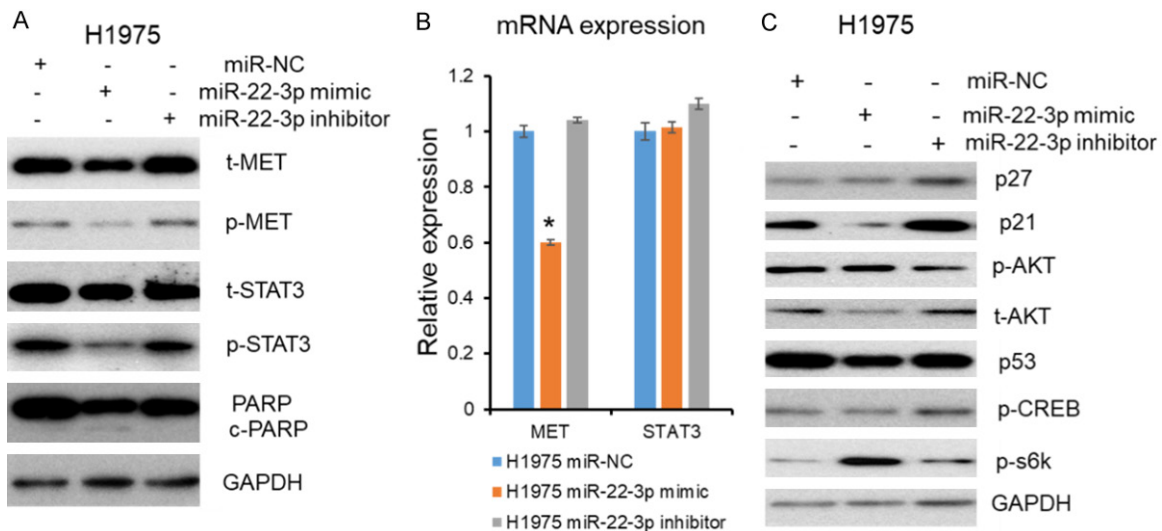 A
H1975
+ - - miR-NC
- + - miR-22-3p mimic
- - + miR-22-3p inhibitor
t-MET
p-MET
t-STAT3
p-STAT3
PARP
c-PARP
GAPDH
B
mRNA expression
Relative expression
1.2
1
0.8
0.6
0.4
0.2
0
*
MET STAT3
H1975 miR-NC
H1975 miR-22-3p mimic
H1975 miR-22-3p inhibitor
C
H1975
+ - - miR-NC
- + - miR-22-3p mimic
- - + miR-22-3p inhibitor
p27
p21
p-AKT
t-AKT
p53
p-CREB
p-s6k
GAPDH